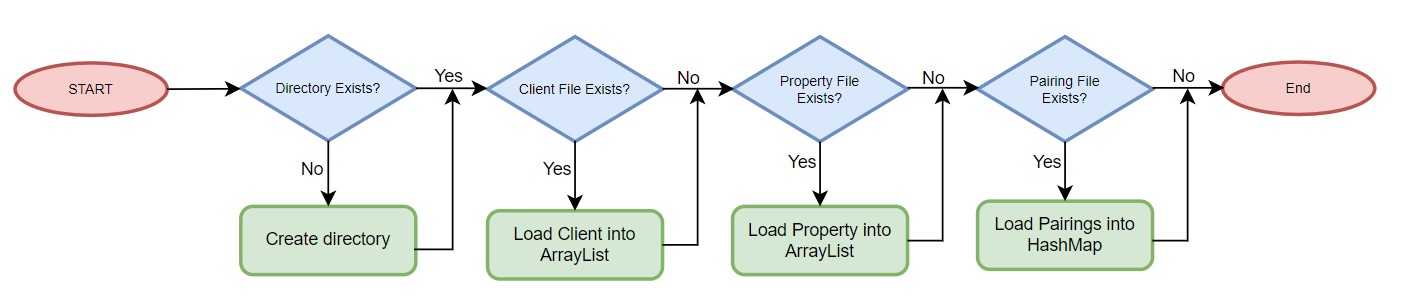 START
Directory Exists?
Yes
No
Create directory
Client File Exists?
No
Yes
Load Client into
ArrayList
Property File
Exists?
No
Yes
Load Property into
ArrayList
Pairing File
Exists?
No
Yes
Load Pairings into
HashMap
End